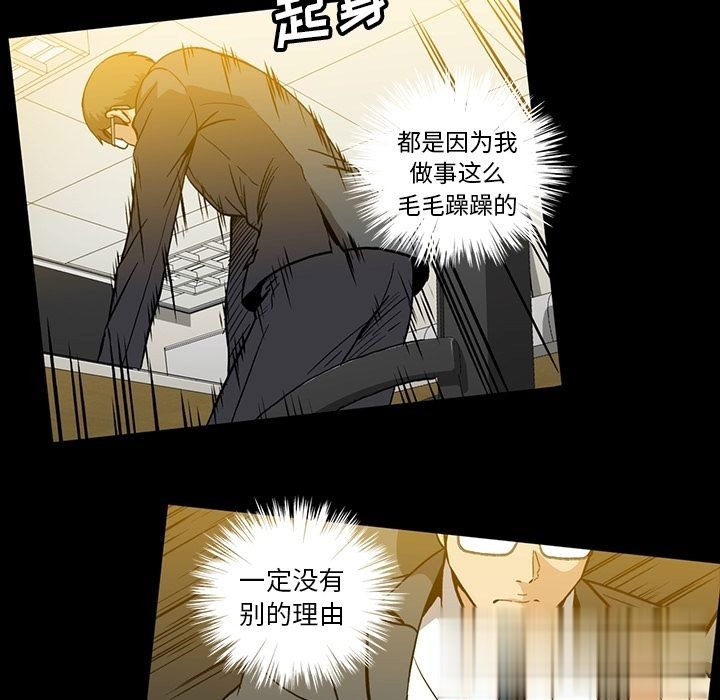 起身
都是因为我
做事这么
毛毛躁躁的
一定没有
别的理由